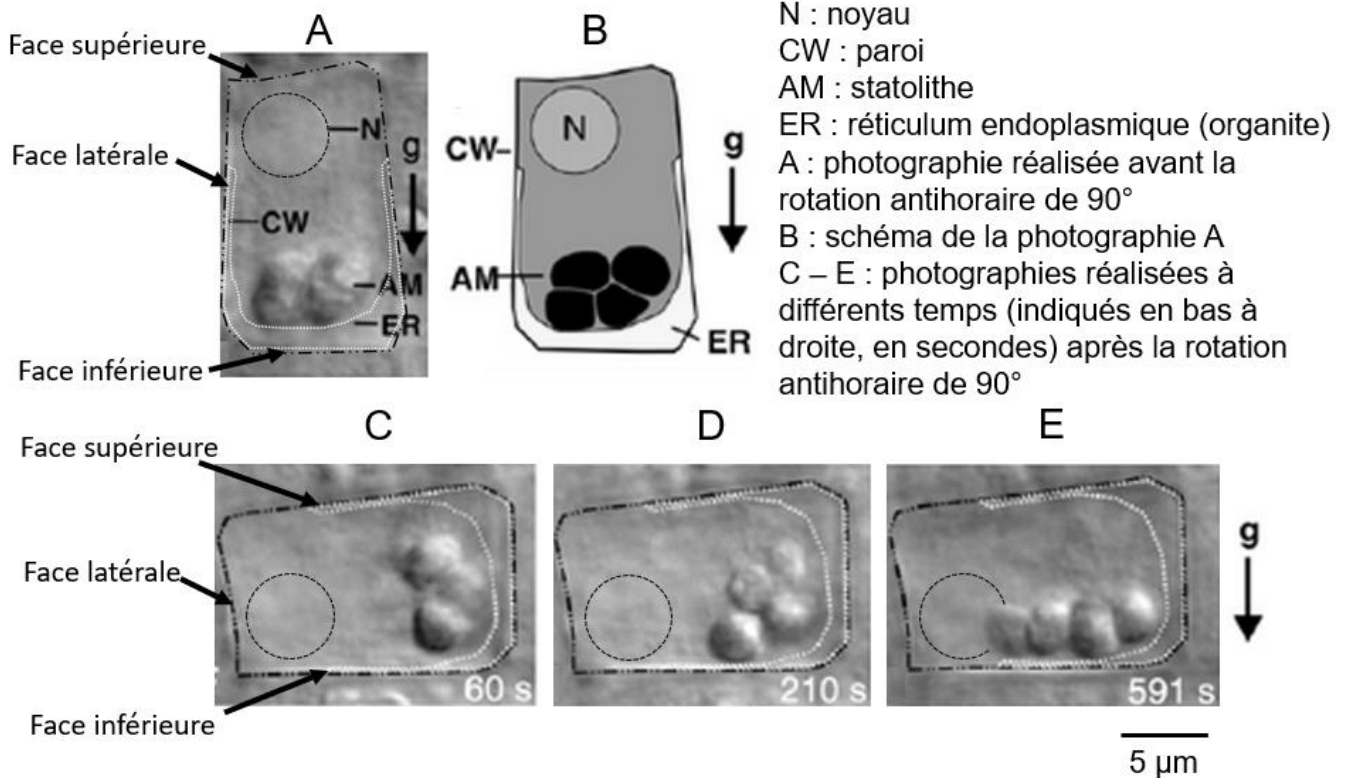 A
B
Face supérieure
N
g
Face latérale
CW
AM
ER
Face inférieure
CW
N
g
AM
ER
N : noyau
CW : paroi
AM : statolithe
ER : réticulum endoplasmique (organite)
A : photographie réalisée avant la
rotation antihoraire de 90°
B : schéma de la photographie A
C – E : photographies réalisées à
différents temps (indiqués en bas à
droite, en secondes) après la rotation
antihoraire de 90°
C
D
E
Face supérieure
Face latérale
Face inférieure
60 s
210 s
591 s
g
5 µm